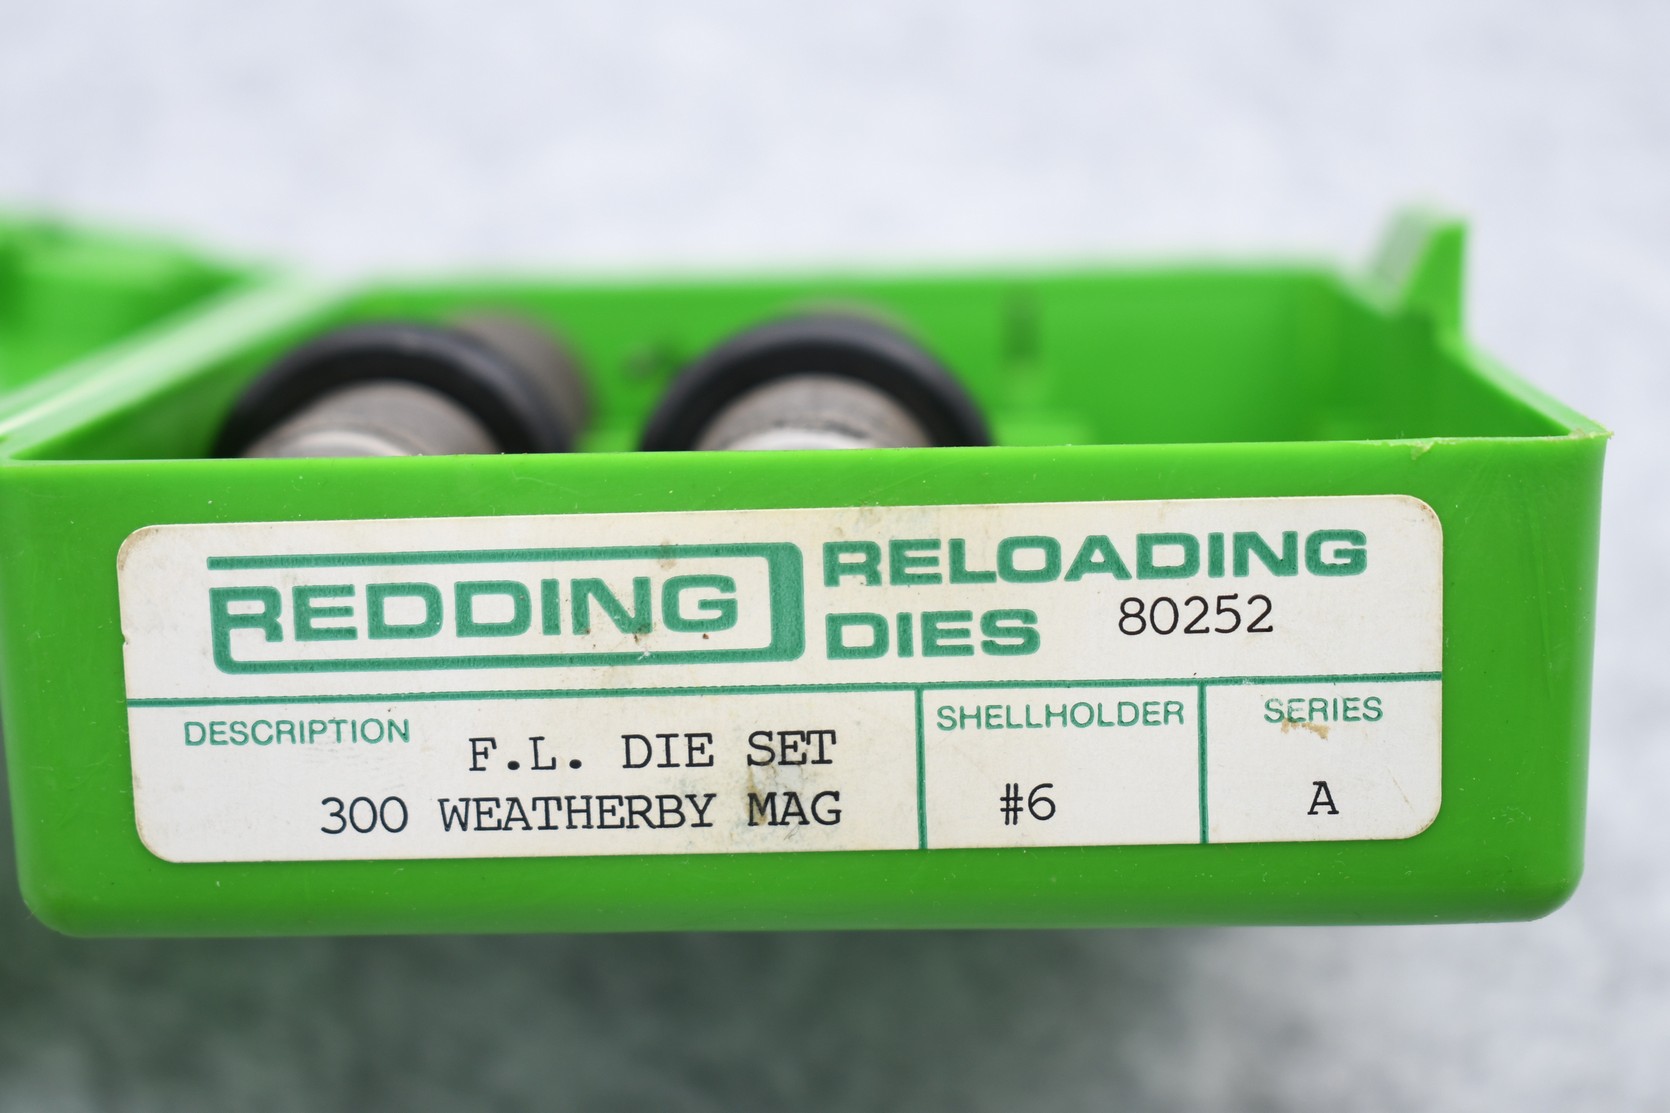 REDDING RELOADING
DIES 80252
DESCRIPTION
F.L. DIE SET
300 WEATHERBY MAG
SHELLHOLDER
#6
SERIES
A